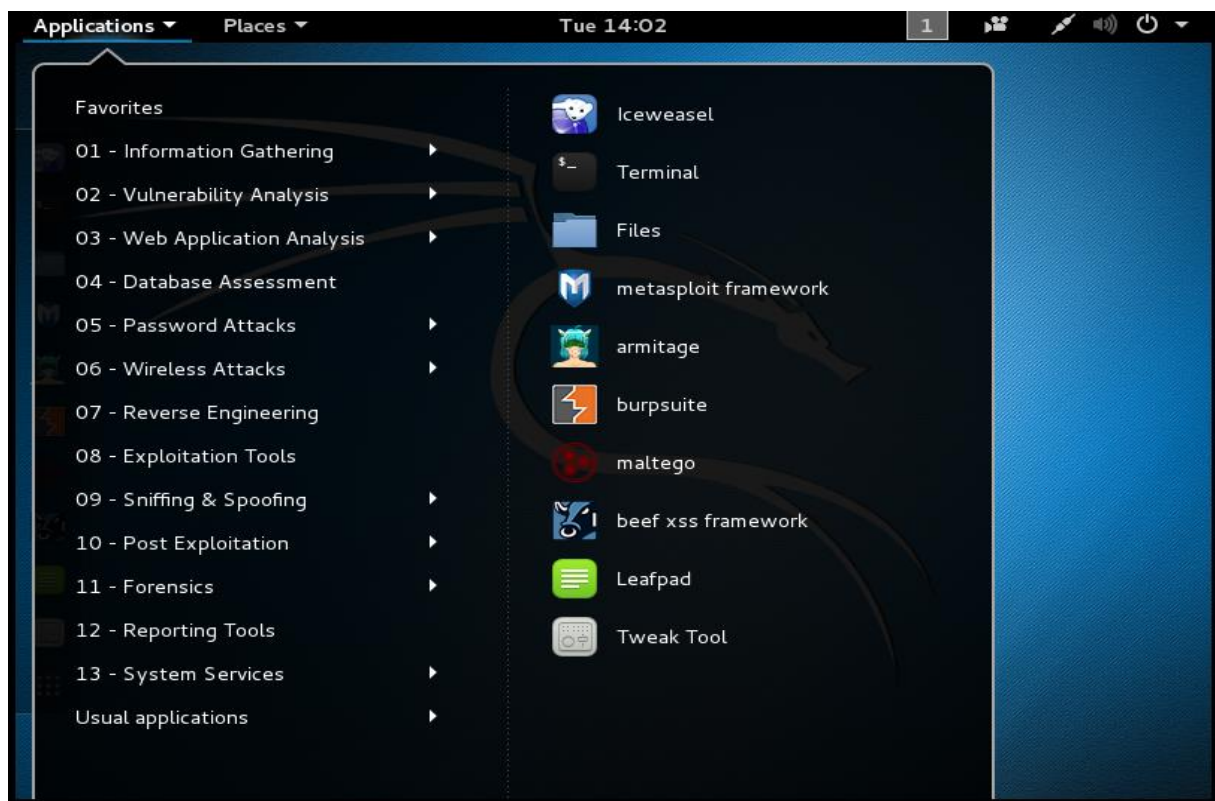 Applications Places Tue 14:02 1
Favorites
01 - Information Gathering
02 - Vulnerability Analysis
03 - Web Application Analysis
04 - Database Assessment
05 - Password Attacks
06 - Wireless Attacks
07 - Reverse Engineering
08 - Exploitation Tools
09 - Sniffing & Spoofing
10 - Post Exploitation
11 - Forensics
12 - Reporting Tools
13 - System Services
Usual applications
Iceweasel
$_
Terminal
Files
metasploit framework
armitage
burpsuite
maltego
beef xss framework
Leafpad
Tweak Tool